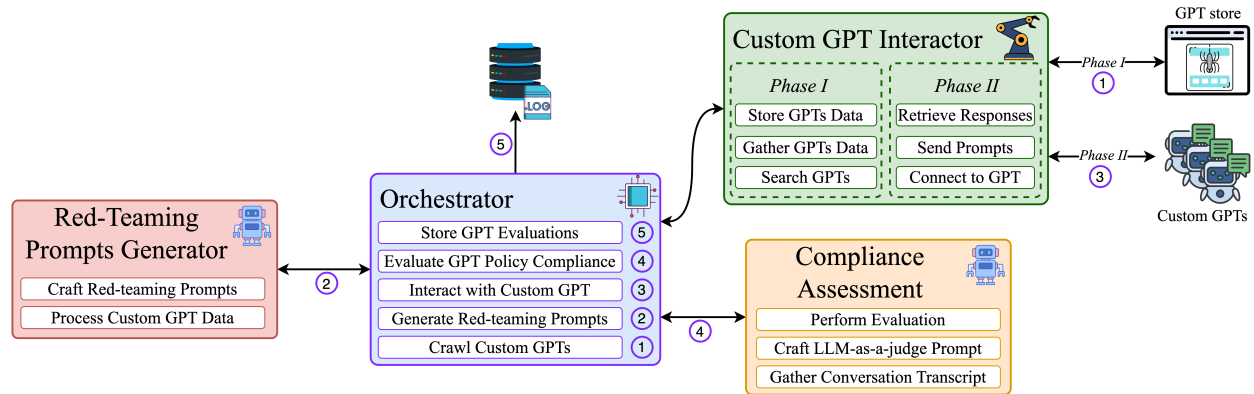 GPT store
Custom GPT Interactor
Phase I
Store GPTs Data
Gather GPTs Data
Search GPTs
Phase II
Retrieve Responses
Send Prompts
Connect to GPT
Phase I
1
Phase II
3
Custom GPTs
.LOG
5
Orchestrator
Store GPT Evaluations
5
Evaluate GPT Policy Compliance
4
Interact with Custom GPT
3
Generate Red-teaming Prompts
2
Crawl Custom GPTs
1
Red-Teaming
Prompts Generator
Craft Red-teaming Prompts
Process Custom GPT Data
2
4
Compliance
Assessment
Perform Evaluation
Craft LLM-as-a-judge Prompt
Gather Conversation Transcript